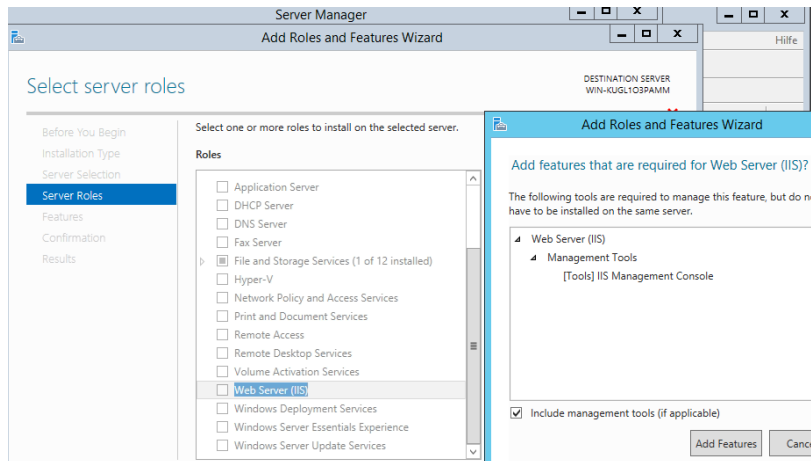 Server Manager
Add Roles and Features Wizard
Hilfe
Select server roles
DESTINATION SERVER
WIN-KUGL1O3PAMM
Before You Begin
Installation Type
Server Selection
Server Roles
Features
Confirmation
Results
Select one or more roles to install on the selected server.
Roles
Application Server
DHCP Server
DNS Server
Fax Server
File and Storage Services (1 of 12 installed)
Hyper-V
Network Policy and Access Services
Print and Document Services
Remote Access
Remote Desktop Services
Volume Activation Services
Web Server (IIS)
Windows Deployment Services
Windows Server Essentials Experience
Windows Server Update Services
Add Roles and Features Wizard
Add features that are required for Web Server (IIS)?
The following tools are required to manage this feature, but do
have to be installed on the same server.
Web Server (IIS)
Management Tools
[Tools] IIS Management Console
Include management tools (if applicable)
Add Features